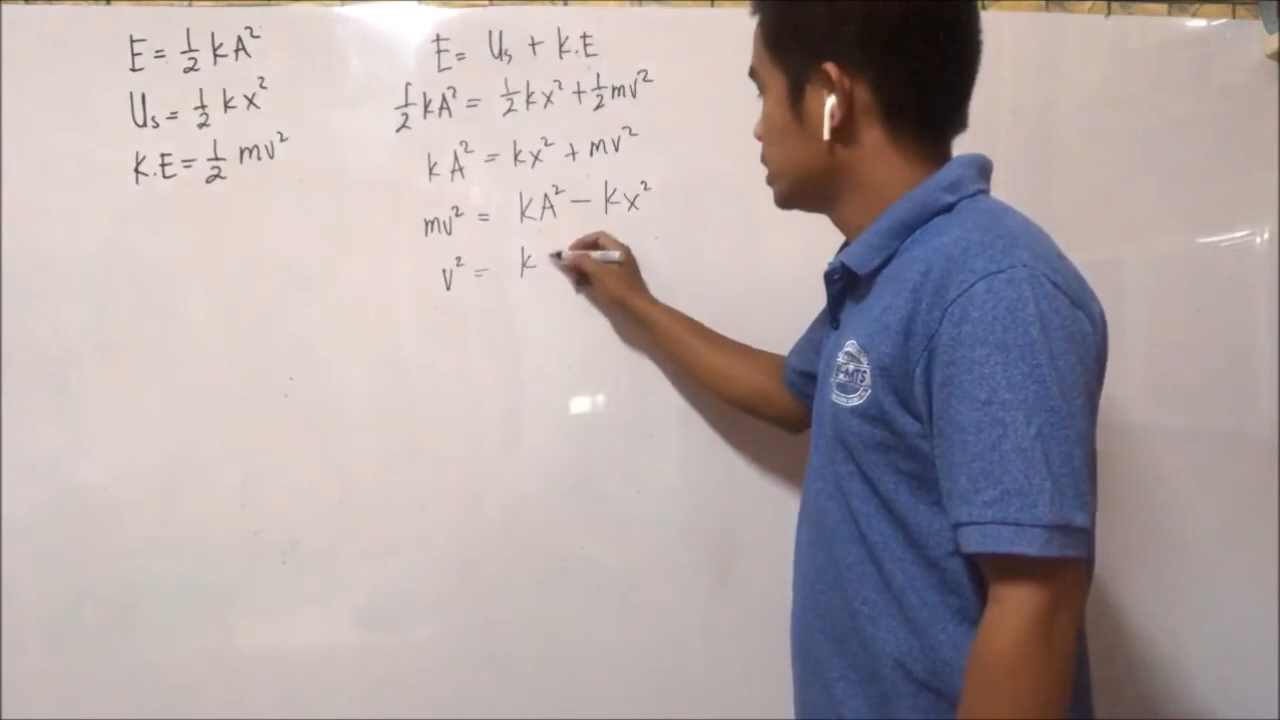 E = 1/2 kA²
Us = 1/2 kx²
K.E = 1/2 mv²
E = Us + K.E
1/2 kA² = 1/2 kx² + 1/2 mv²
kA² = kx² + mv²
mv² = kA² − kx²
v² = k
MTS